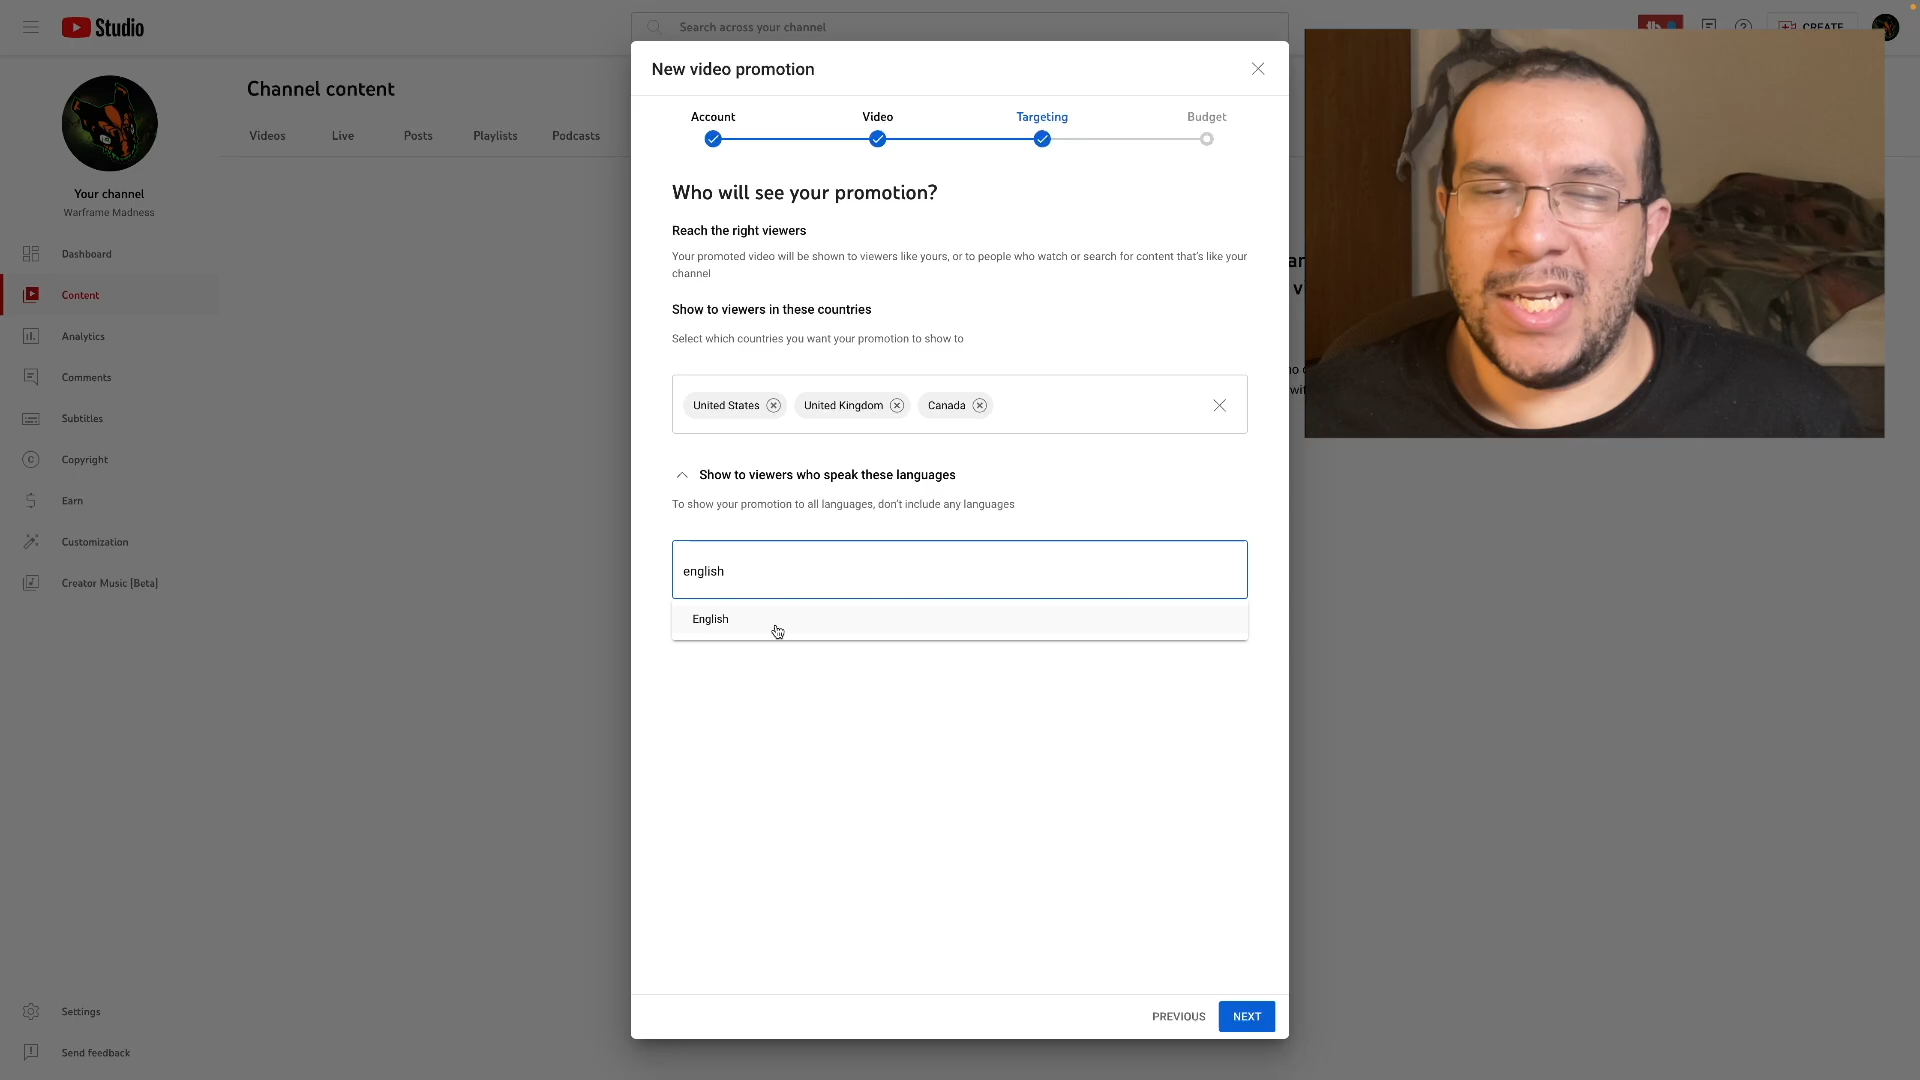 Studio
Search across your channel
CREATE
New video promotion
Account
Video
Targeting
Budget
Channel content
Videos
Live
Posts
Playlists
Podcasts
Your channel
Warframe Madness
Dashboard
Content
Analytics
Comments
Subtitles
Copyright
Earn
Customization
Creator Music [Beta]
Settings
Send feedback
Who will see your promotion?
Reach the right viewers
Your promoted video will be shown to viewers like yours, or to people who watch or search for content that's like your
channel
Show to viewers in these countries
Select which countries you want your promotion to show to
United States
United Kingdom
Canada
Show to viewers who speak these languages
To show your promotion to all languages, don't include any languages
english
English
PREVIOUS
NEXT